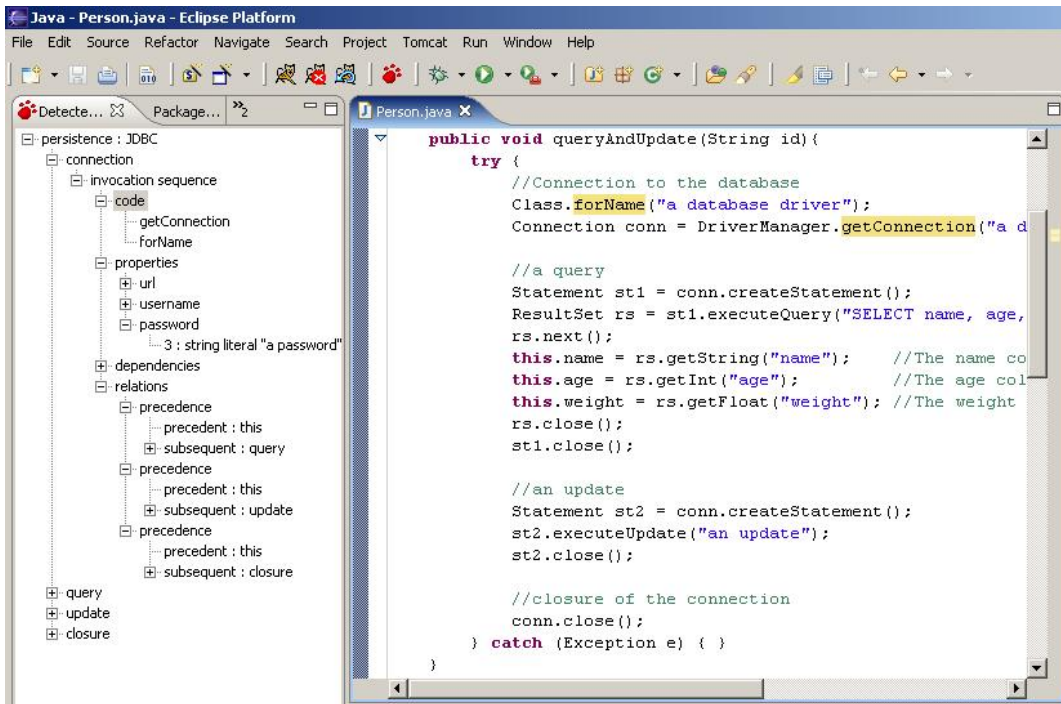 Java - Person.java - Eclipse Platform
File Edit Source Refactor Navigate Search Project Tomcat Run Window Help
Detecte... Package... »2
persistence : JDBC
connection
invocation sequence
code
getConnection
forName
properties
url
username
password
3 : string literal "a password"
dependencies
relations
precedence
precedent : this
subsequent : query
precedence
precedent : this
subsequent : update
precedence
precedent : this
subsequent : closure
query
update
closure
Person.java
public void queryAndUpdate(String id){
try {
//Connection to the database
Class.forName("a database driver");
Connection conn = DriverManager.getConnection("a d
//a query
Statement st1 = conn.createStatement();
ResultSet rs = st1.executeQuery("SELECT name, age,
rs.next();
this.name = rs.getString("name"); //The name co
this.age = rs.getInt("age"); //The age col
this.weight = rs.getFloat("weight"); //The weight
rs.close();
st1.close();
//an update
Statement st2 = conn.createStatement();
st2.executeUpdate("an update");
st2.close();
//closure of the connection
conn.close();
} catch (Exception e) { }
}